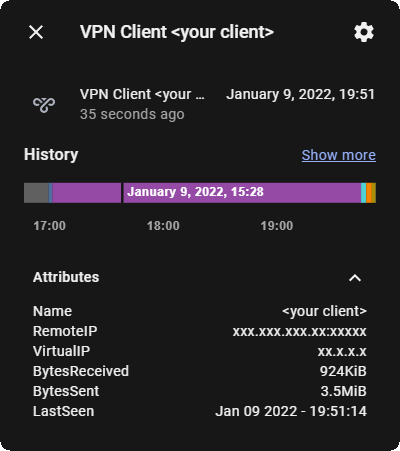 VPN Client <your client>
VPN Client <your ... January 9, 2022, 19:51
35 seconds ago
History Show more
January 9, 2022, 15:28
17:00 18:00 19:00
Attributes
Name <your client>
RemoteIP xxx.xxx.xxx.xx:xxxxx
VirtualIP xx.x.x.x
BytesReceived 924KiB
BytesSent 3.5MiB
LastSeen Jan 09 2022 - 19:51:14